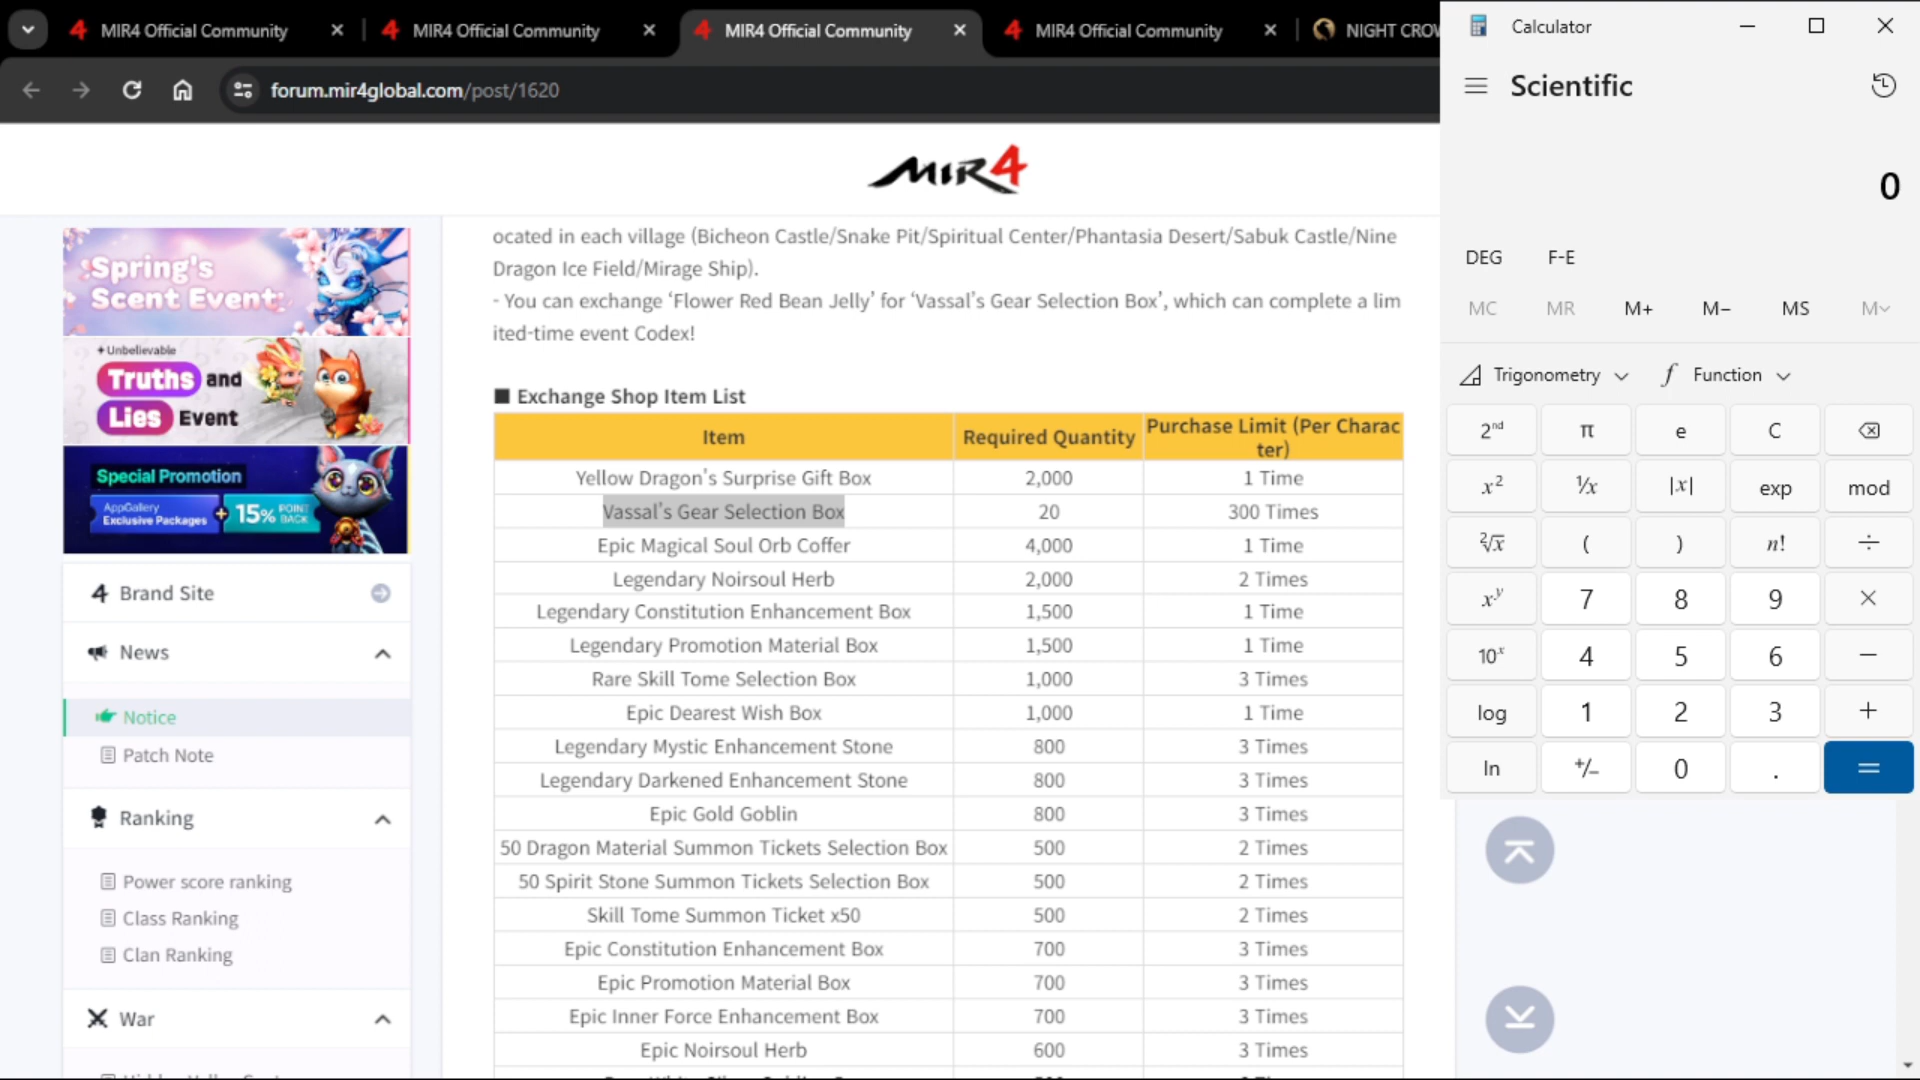 MIR4 Official Community
MIR4 Official Community
MIR4 Official Community
MIR4 Official Community
NIGHT CROW
forum.mir4global.com/post/1620
MIR4
Spring's
Scent Event
Unbelievable
Truths and
Lies Event
Special Promotion
AppGallery
Exclusive Packages + 15% POINT BACK
4 Brand Site
News
Notice
Patch Note
Ranking
Power score ranking
Class Ranking
Clan Ranking
War
ocated in each village (Bicheon Castle/Snake Pit/Spiritual Center/Phantasia Desert/Sabuk Castle/Nine
Dragon Ice Field/Mirage Ship).
- You can exchange ‘Flower Red Bean Jelly’ for ‘Vassal’s Gear Selection Box’, which can complete a lim
ited-time event Codex!
■ Exchange Shop Item List
Item Required Quantity Purchase Limit (Per Charac
ter)
Yellow Dragon’s Surprise Gift Box 2,000 1 Time
Vassal’s Gear Selection Box 20 300 Times
Epic Magical Soul Orb Coffer 4,000 1 Time
Legendary Noirsoul Herb 2,000 2 Times
Legendary Constitution Enhancement Box 1,500 1 Time
Legendary Promotion Material Box 1,500 1 Time
Rare Skill Tome Selection Box 1,000 3 Times
Epic Dearest Wish Box 1,000 1 Time
Legendary Mystic Enhancement Stone 800 3 Times
Legendary Darkened Enhancement Stone 800 3 Times
Epic Gold Goblin 800 3 Times
50 Dragon Material Summon Tickets Selection Box 500 2 Times
50 Spirit Stone Summon Tickets Selection Box 500 2 Times
Skill Tome Summon Ticket x50 500 2 Times
Epic Constitution Enhancement Box 700 3 Times
Epic Promotion Material Box 700 3 Times
Epic Inner Force Enhancement Box 700 3 Times
Epic Noirsoul Herb 600 3 Times
Calculator
Scientific
0
DEG F-E
MC MR M+ M− MS M
Trigonometry f Function
2nd π e C
x² ¹/x |x| exp mod
²√x ( ) n! ÷
xʸ 7 8 9 ×
10ˣ 4 5 6 −
log 1 2 3 +
ln +/− 0 . =